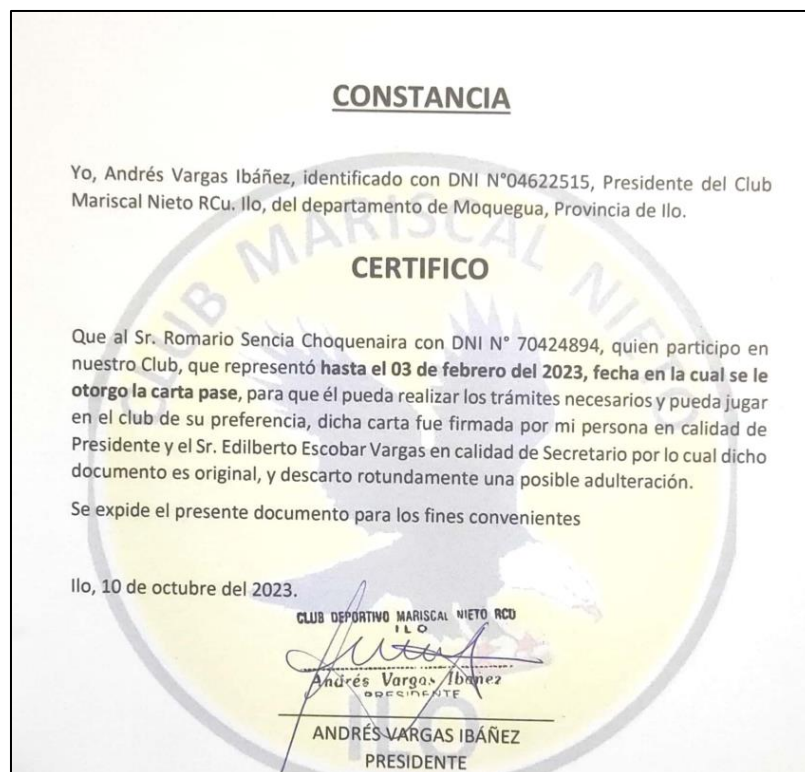 CONSTANCIA
Yo, Andrés Vargas Ibáñez, identificado con DNI N°04622515, Presidente del Club
Mariscal Nieto RCu. Ilo, del departamento de Moquegua, Provincia de Ilo.
CERTIFICO
Que al Sr. Romario Sencia Choquenaira con DNI N° 70424894, quien participo en
nuestro Club, que representó hasta el 03 de febrero del 2023, fecha en la cual se le
otorgo la carta pase, para que él pueda realizar los trámites necesarios y pueda jugar
en el club de su preferencia, dicha carta fue firmada por mi persona en calidad de
Presidente y el Sr. Edilberto Escobar Vargas en calidad de Secretario por lo cual dicho
documento es original, y descarto rotundamente una posible adulteración.
Se expide el presente documento para los fines convenientes
Ilo, 10 de octubre del 2023.
CLUB DEPORTIVO MARISCAL NIETO RCU
ILO
Andrés Vargas Ibañez
PRESIDENTE
ANDRÉS VARGAS IBÁÑEZ
PRESIDENTE
CLUB MARISCAL NIETO
ILO